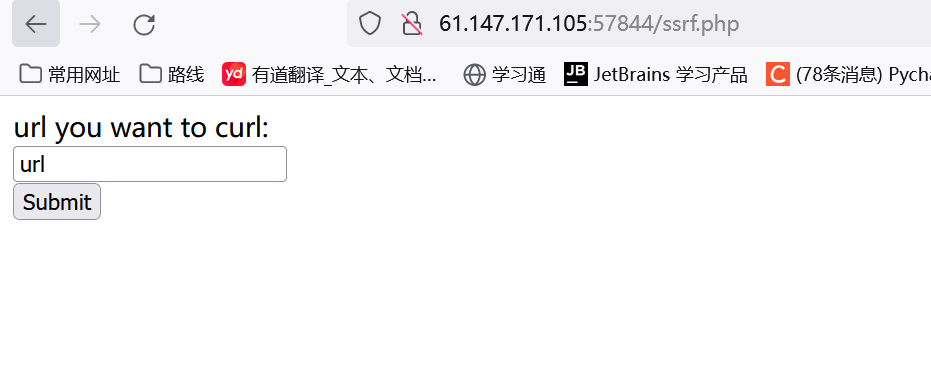 61.147.171.105:57844/ssrf.php
常用网址 路线 yd 有道翻译_文本、文档... 学习通 JB JetBrains 学习产品 C (78条消息) Pycha
url you want to curl:
url
Submit